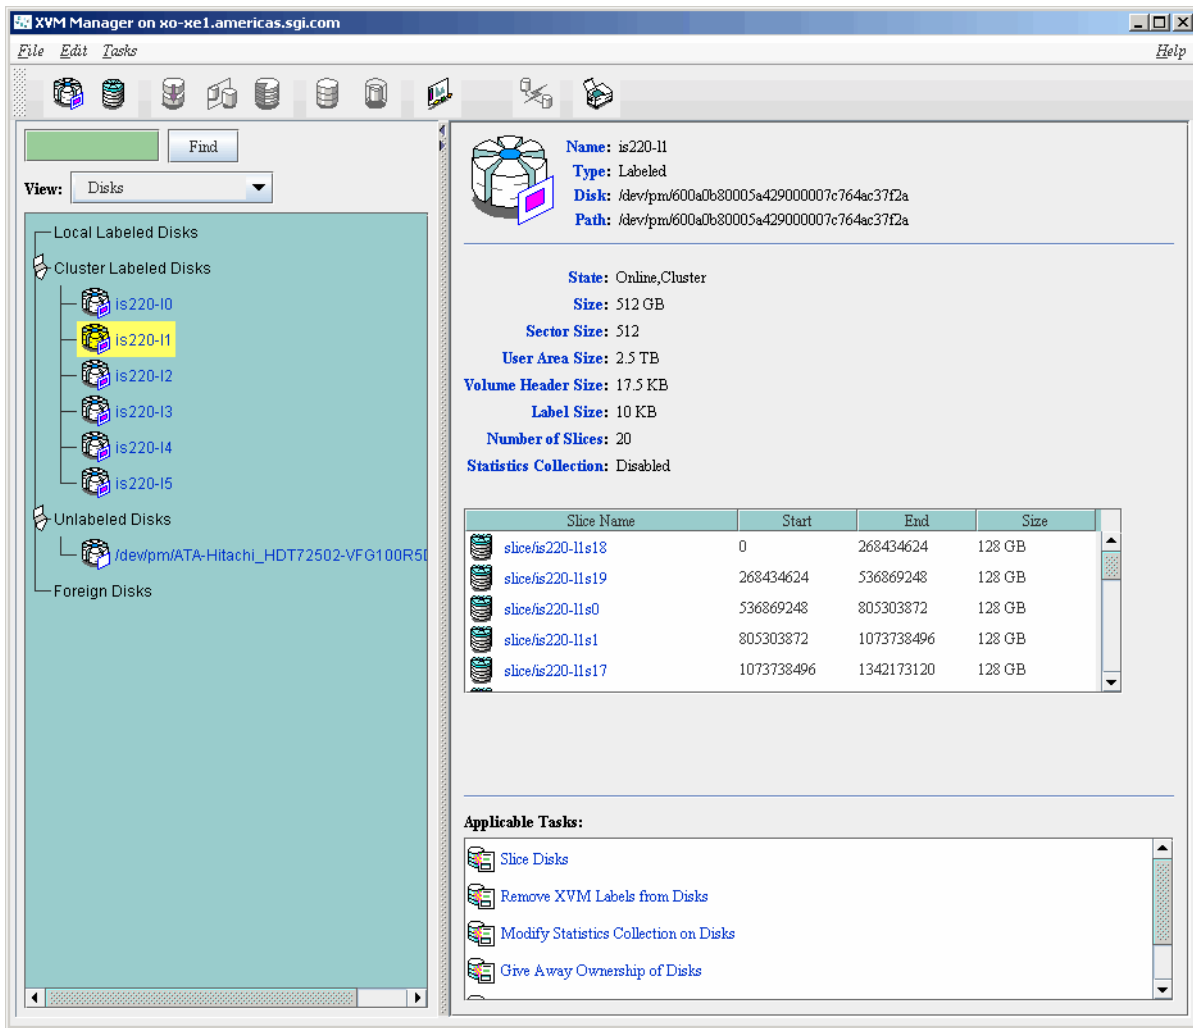 XVM Manager on xo-xe1.americas.sgi.com
File Edit Tasks Help
Find
View: Disks
Local Labeled Disks
Cluster Labeled Disks
is220-l0
is220-l1
is220-l2
is220-l3
is220-l4
is220-l5
Unlabeled Disks
/dev/pm/ATA-Hitachi_HDT72502-VFG100R5
Foreign Disks
Name: is220-l1
Type: Labeled
Disk: /dev/pm/600a0b80005a429000007c764ac37f2a
Path: /dev/pm/600a0b80005a429000007c764ac37f2a
State: Online,Cluster
Size: 512 GB
Sector Size: 512
User Area Size: 2.5 TB
Volume Header Size: 17.5 KB
Label Size: 10 KB
Number of Slices: 20
Statistics Collection: Disabled
Slice Name Start End Size
slice/is220-l1s18 0 268434624 128 GB
slice/is220-l1s19 268434624 536869248 128 GB
slice/is220-l1s0 536869248 805303872 128 GB
slice/is220-l1s1 805303872 1073738496 128 GB
slice/is220-l1s17 1073738496 1342173120 128 GB
Applicable Tasks:
Slice Disks
Remove XVM Labels from Disks
Modify Statistics Collection on Disks
Give Away Ownership of Disks